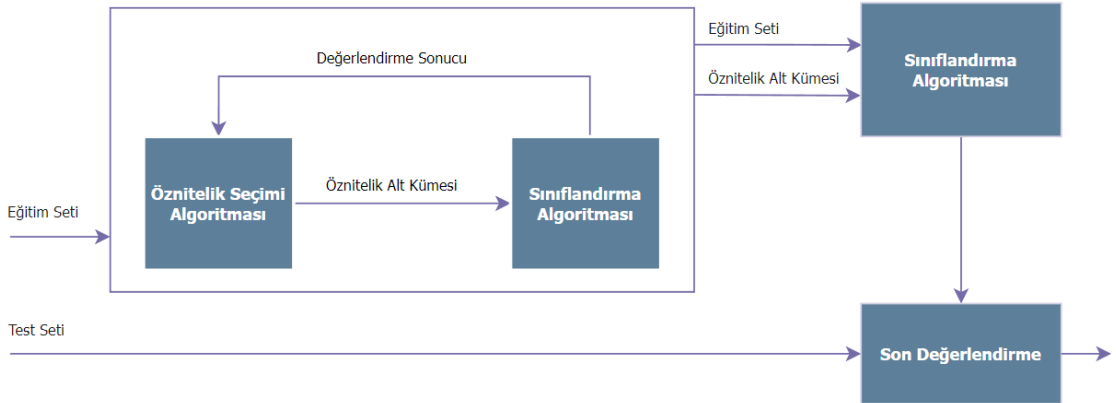 Eğitim Seti
Değerlendirme Sonucu
Öznitelik Seçimi
Algoritması
Öznitelik Alt Kümesi
Sınıflandırma
Algoritması
Eğitim Seti
Öznitelik Alt Kümesi
Sınıflandırma
Algoritması
Test Seti
Son Değerlendirme